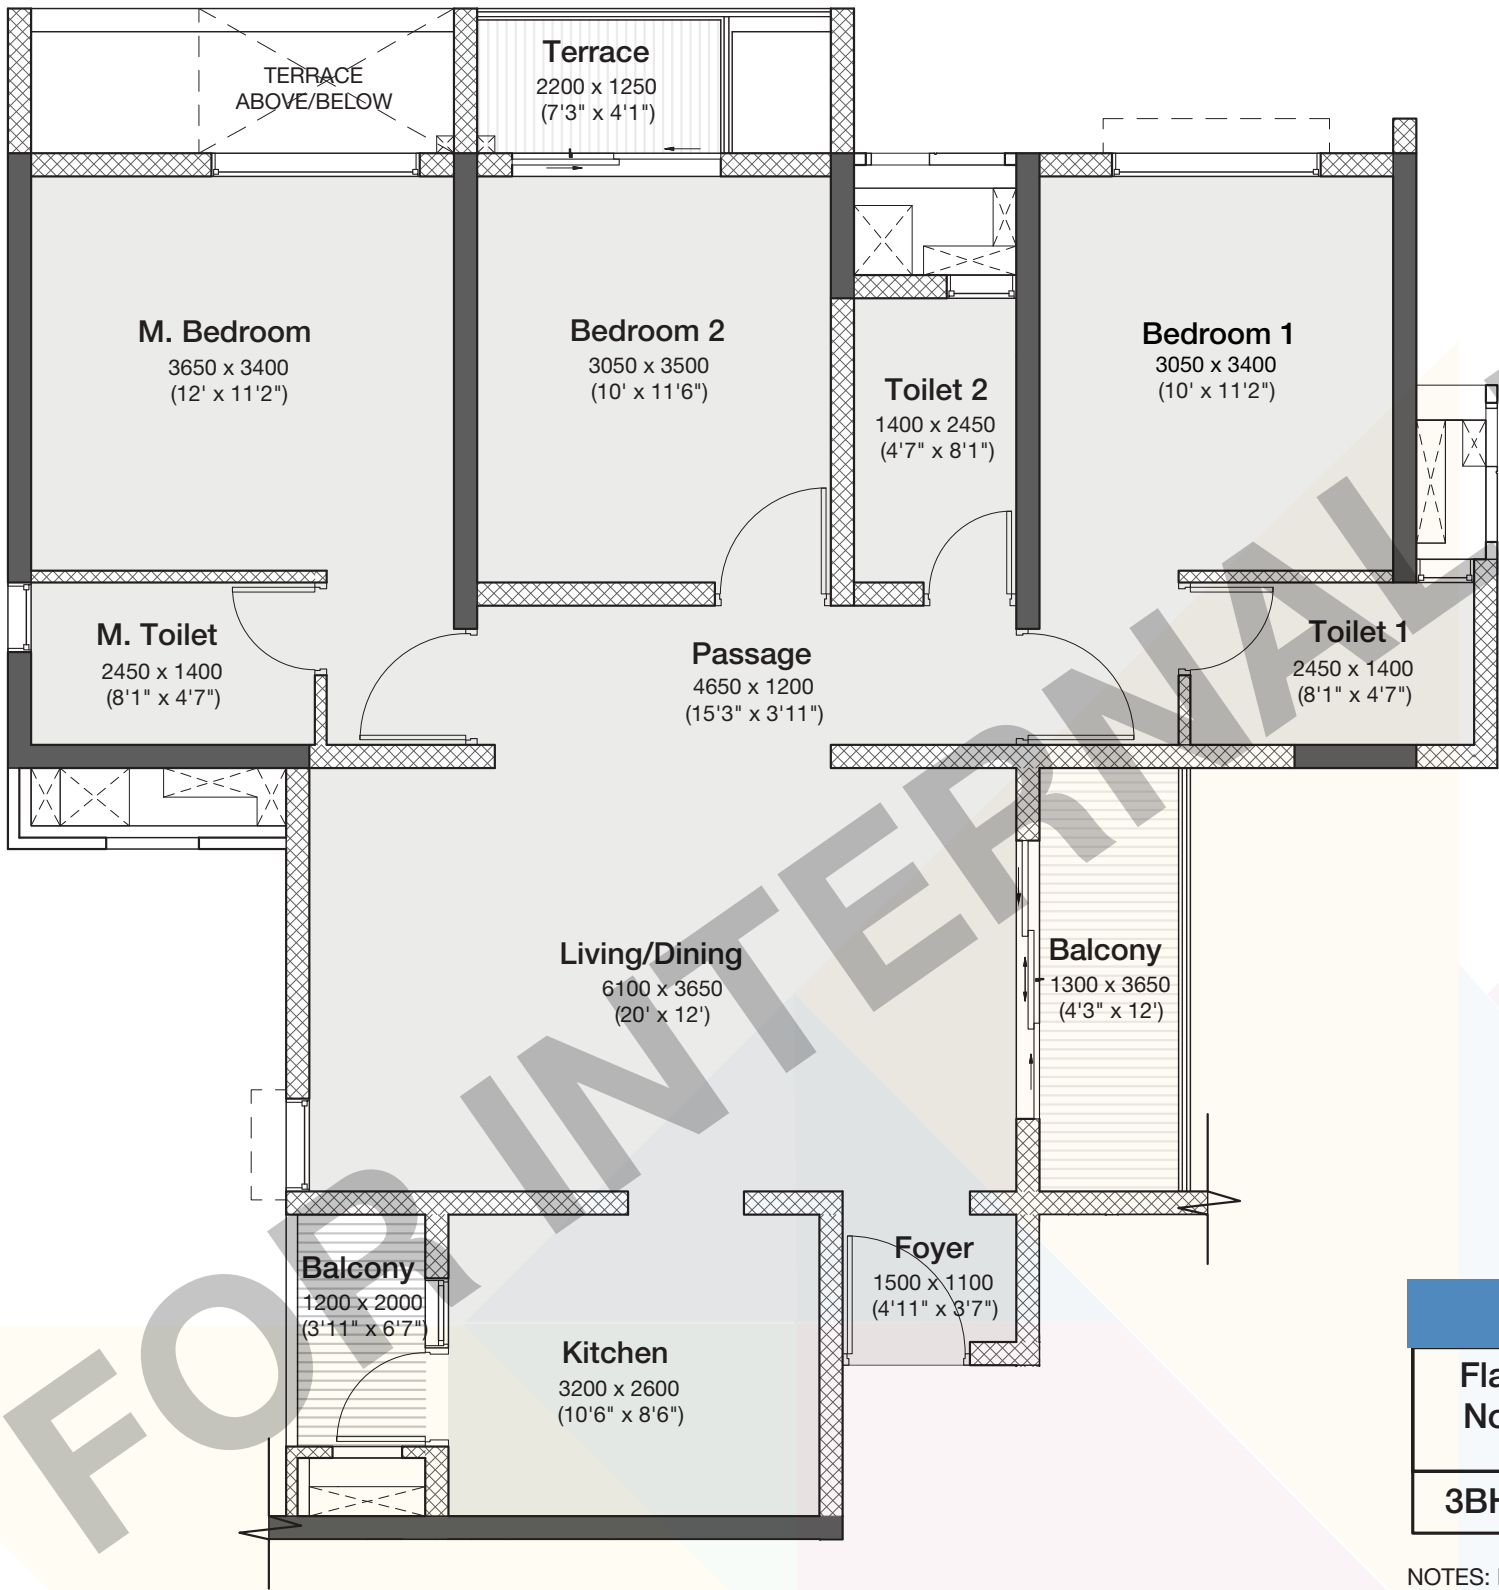 TERRACE
ABOVE/BELOW
Terrace
2200 x 1250
(7'3" x 4'1")
M. Bedroom
3650 x 3400
(12' x 11'2")
Bedroom 2
3050 x 3500
(10' x 11'6")
Toilet 2
1400 x 2450
(4'7" x 8'1")
Bedroom 1
3050 x 3400
(10' x 11'2")
M. Toilet
2450 x 1400
(8'1" x 4'7")
Passage
4650 x 1200
(15'3" x 3'11")
Toilet 1
2450 x 1400
(8'1" x 4'7")
Living/Dining
6100 x 3650
(20' x 12')
Balcony
1300 x 3650
(4'3" x 12')
Balcony
1200 x 2000
(3'11" x 6'7")
Kitchen
3200 x 2600
(10'6" x 8'6")
Foyer
1500 x 1100
(4'11" x 3'7")
FOR INTERNAL
NOTES: